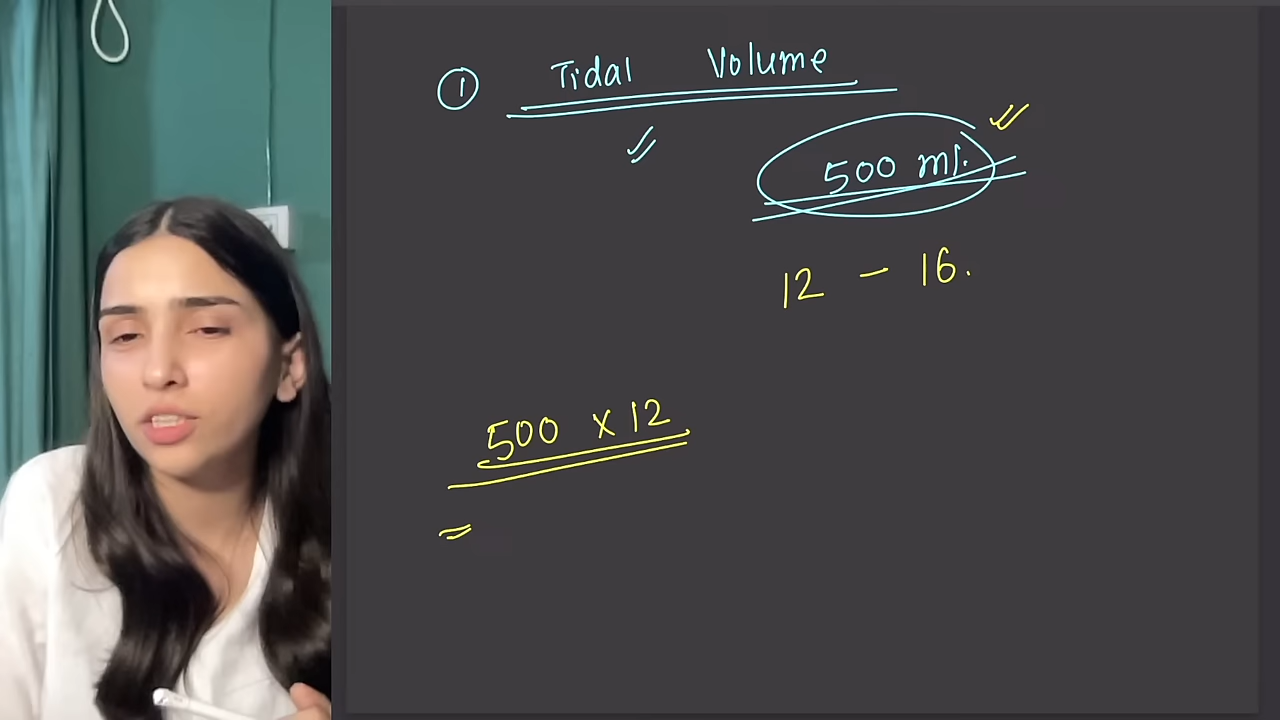 1 Tidal Volume
500 ml.
12 – 16.
500 x 12
=